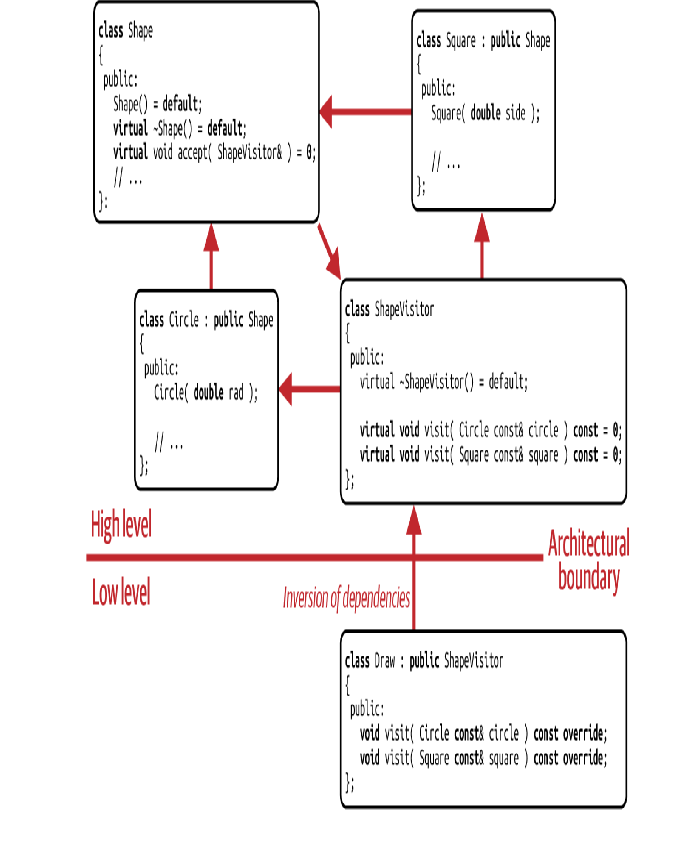 class Shape
{
public:
Shape() = default;
virtual ~Shape() = default;
virtual void accept( ShapeVisitor& ) = 0;
// ...
};
class Square : public Shape
{
public:
Square( double side );
// ...
};
class Circle : public Shape
{
public:
Circle( double rad );
// ...
};
class ShapeVisitor
{
public:
virtual ~ShapeVisitor() = default;
virtual void visit( Circle const& circle ) const = 0;
virtual void visit( Square const& square ) const = 0;
};
High level
Architectural
boundary
Low level
Inversion of dependencies
class Draw : public ShapeVisitor
{
public:
void visit( Circle const& circle ) const override;
void visit( Square const& square ) const override;
};